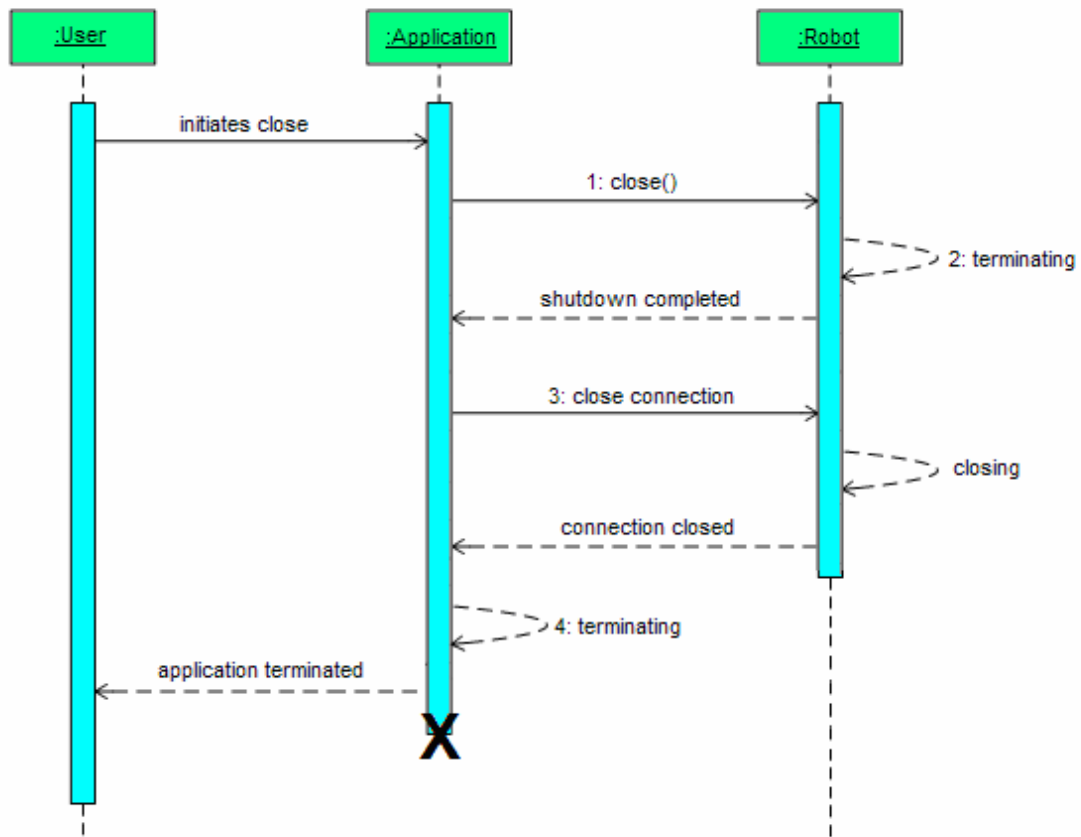 :User
:Application
:Robot
initiates close
1: close()
2: terminating
shutdown completed
3: close connection
closing
connection closed
4: terminating
application terminated
X